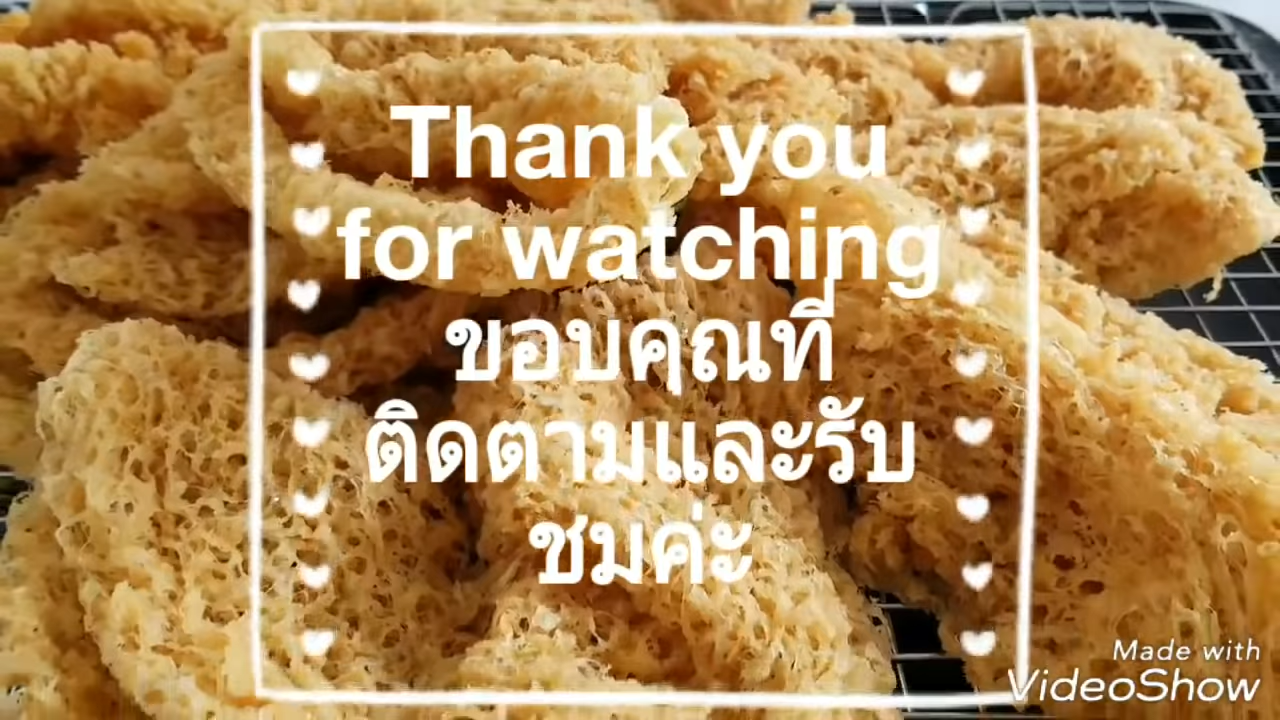 Thank you
for watching
ขอบคุณที่
ติดตามและรับ
ชมค่ะ
Made with
VideoShow